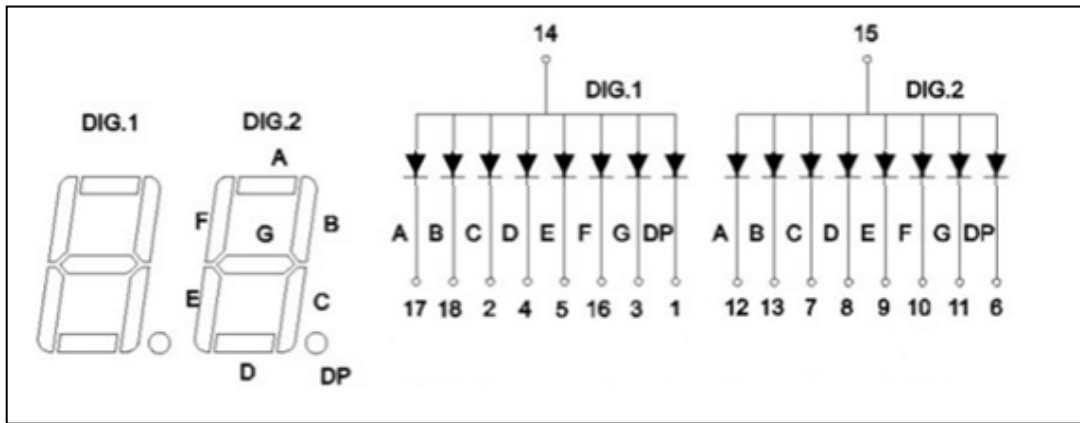 14 15
DIG.1 DIG.2
DIG.1 DIG.2
A
F B
G
E C
D DP
A B C D E F G DP A B C D E F G DP
17 18 2 4 5 16 3 1 12 13 7 8 9 10 11 6